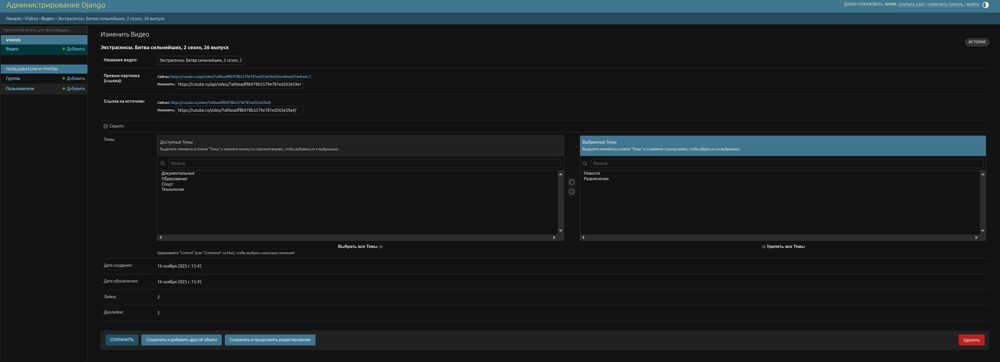 Администрирование Django
ДОБРО ПОЖАЛОВАТЬ, ADMIN. ОТКРЫТЬ САЙТ / ИЗМЕНИТЬ ПАРОЛЬ / ВЫЙТИ
Начало › Videos › Видео › Экстрасенсы. Битва сильнейших, 2 сезон, 26 выпуск
Начните печатать для фильтрации...
VIDEOS
Видео
Добавить
ПОЛЬЗОВАТЕЛИ И ГРУППЫ
Группы
Добавить
Пользователи
Добавить
Изменить Видео
ИСТОРИЯ
Экстрасенсы. Битва сильнейших, 2 сезон, 26 выпуск
Название видео:
Экстрасенсы. Битва сильнейших, 2 сезон, 2
Превью-картинка
(ссылка):
Сейчас: https://rutube.ru/api/video/7a96eadf8b978b5579e781ed263e59a4/thumbnail/?redirect=1
Изменить: https://rutube.ru/api/video/7a96eadf8b978b5579e781ed263e59a4
Ссылка на источник:
Сейчас: https://rutube.ru/video/7a96eadf8b978b5579e781ed263e59a4/
Изменить: https://rutube.ru/video/7a96eadf8b978b5579e781ed263e59a4/
Скрыто
Темы:
Доступные Темы
Выделите элементы в списке "Темы" и нажмите кнопку со стрелкой вправо, чтобы добавить их к выбранным.
Фильтр
Документальные
Образование
Спорт
Технологии
Выбрать все Темы
Удерживайте “Control“ (или “Command“ на Mac), чтобы выбрать несколько значений.
Выбранные Темы
Выделите элементы в списке "Темы" и и нажмите стрелку влево, чтобы убрать их из выбранных.
Фильтр
Новости
Развлечения
Удалить все Темы
Дата создания:
16 ноября 2025 г. 15:45
Дата обновления:
16 ноября 2025 г. 15:45
Лайки:
2
Дизлайки:
2
СОХРАНИТЬ
Сохранить и добавить другой объект
Сохранить и продолжить редактирование
Удалить